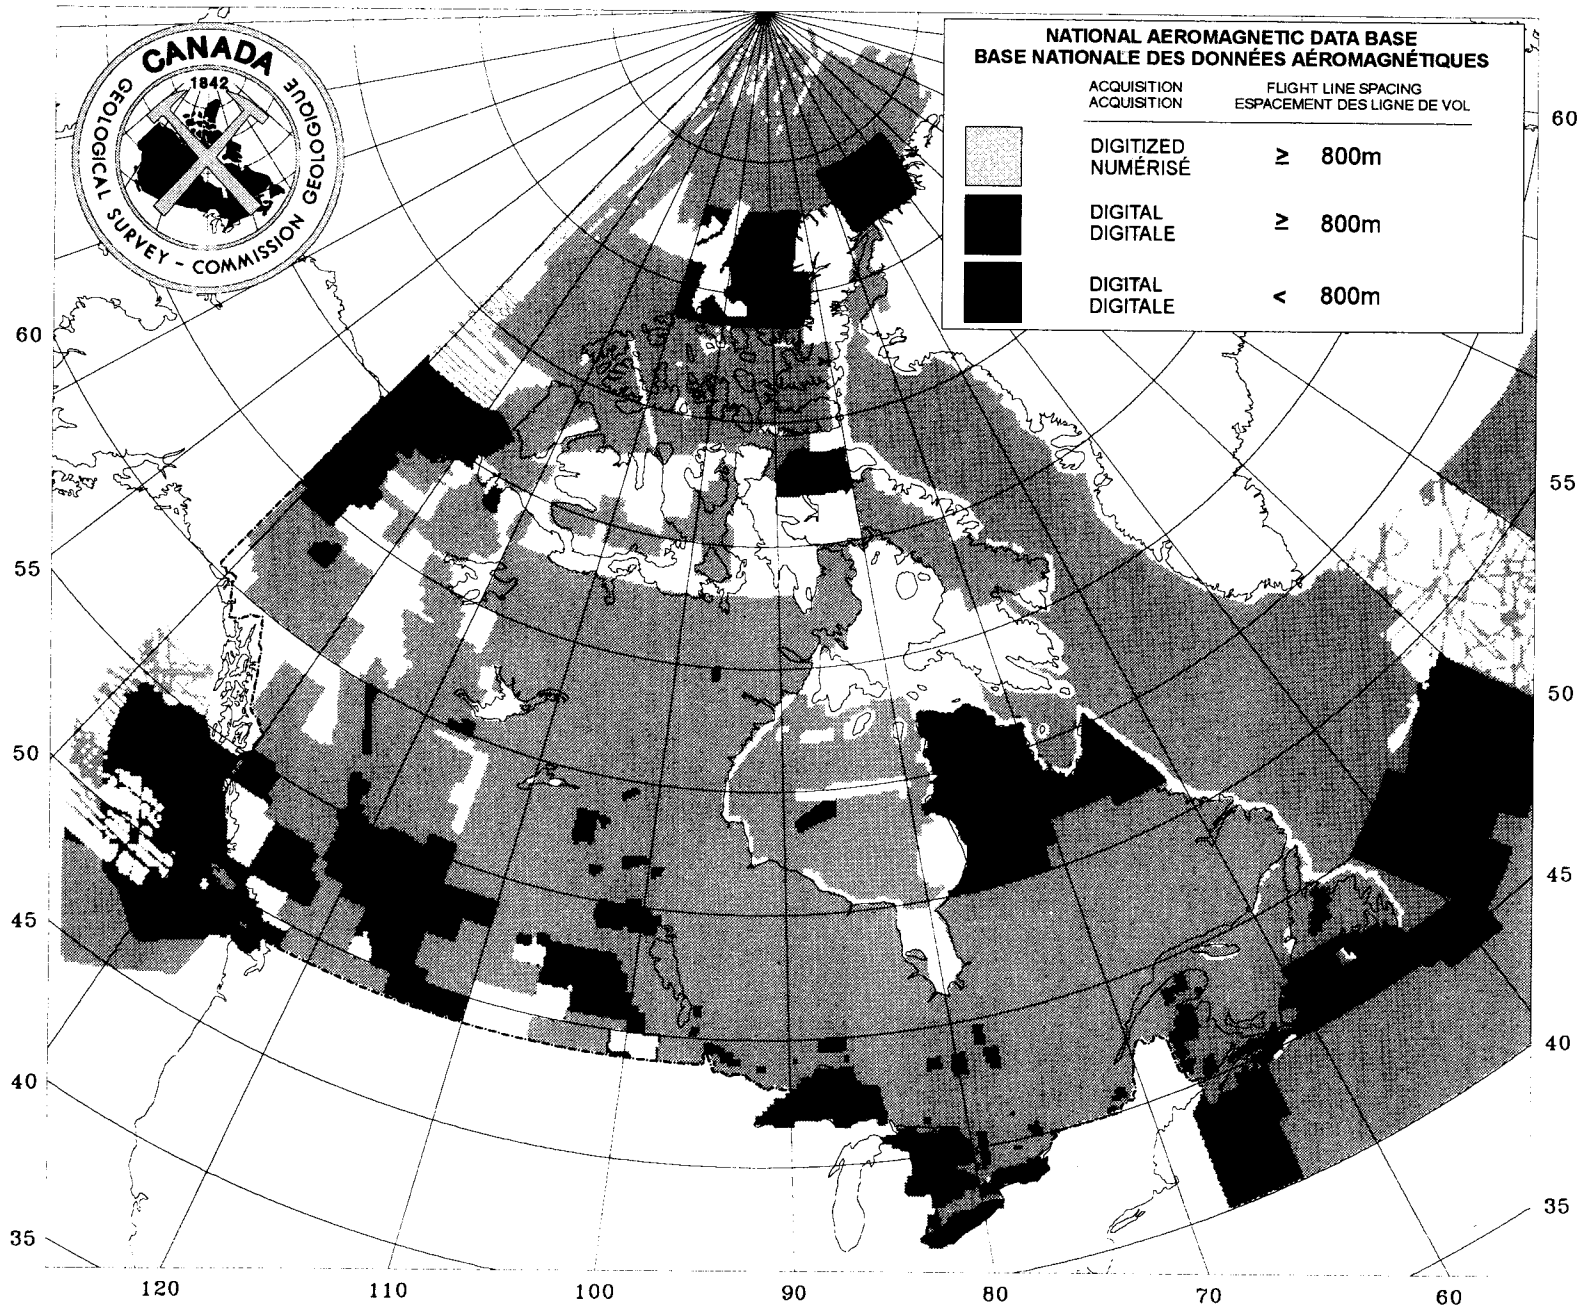 CANADA
1842
GEOLOGICAL SURVEY - COMMISSION GEOLOGIQUE
NATIONAL AEROMAGNETIC DATA BASE
BASE NATIONALE DES DONNÉES AÉROMAGNÉTIQUES
ACQUISITION FLIGHT LINE SPACING
ACQUISITION ESPACEMENT DES LIGNE DE VOL
DIGITIZED
NUMÉRISÉ
≥ 800m
DIGITAL
DIGITALE
≥ 800m
DIGITAL
DIGITALE
< 800m
60
60
55
55
50
50
45
45
40
40
35
35
120 110 100 90 80 70 60